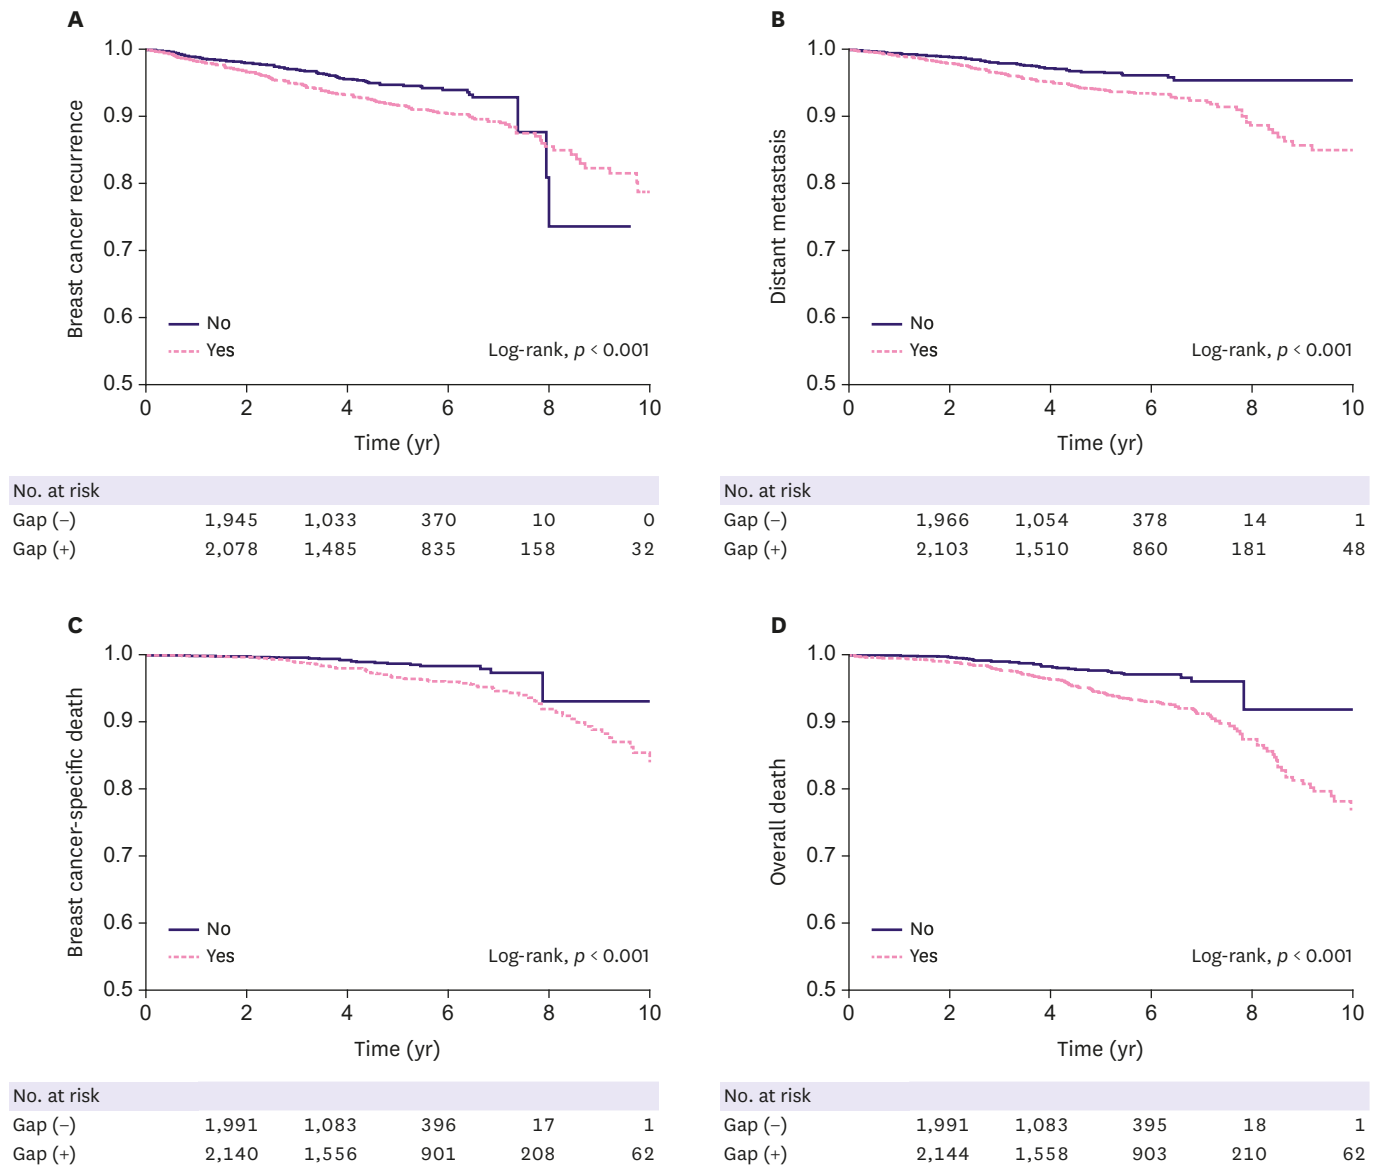 A
Breast cancer recurrence
1.0
0.9
0.8
0.7
0.6
0.5
No
Yes
Log-rank, p < 0.001
0 2 4 6 8 10
Time (yr)
No. at risk
Gap (–) 1,945 1,033 370 10 0
Gap (+) 2,078 1,485 835 158 32
B
Distant metastasis
1.0
0.9
0.8
0.7
0.6
0.5
No
Yes
Log-rank, p < 0.001
0 2 4 6 8 10
Time (yr)
No. at risk
Gap (–) 1,966 1,054 378 14 1
Gap (+) 2,103 1,510 860 181 48
C
Breast cancer-specific death
1.0
0.9
0.8
0.7
0.6
0.5
No
Yes
Log-rank, p < 0.001
0 2 4 6 8 10
Time (yr)
No. at risk
Gap (–) 1,991 1,083 396 17 1
Gap (+) 2,140 1,556 901 208 62
D
Overall death
1.0
0.9
0.8
0.7
0.6
0.5
No
Yes
Log-rank, p < 0.001
0 2 4 6 8 10
Time (yr)
No. at risk
Gap (–) 1,991 1,083 395 18 1
Gap (+) 2,144 1,558 903 210 62